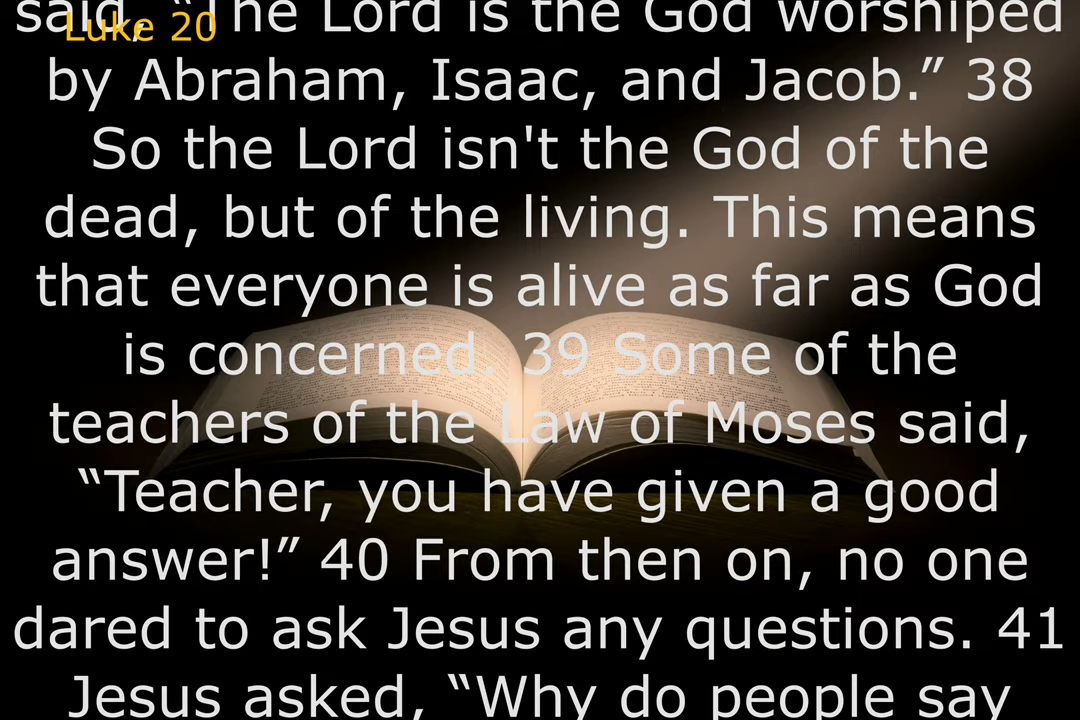 said, “The Lord is the God worshiped
Luke 20
by Abraham, Isaac, and Jacob.” 38
So the Lord isn't the God of the
dead, but of the living. This means
that everyone is alive as far as God
is concerned. 39 Some of the
teachers of the Law of Moses said,
“Teacher, you have given a good
answer!” 40 From then on, no one
dared to ask Jesus any questions. 41
Jesus asked, “Why do people say